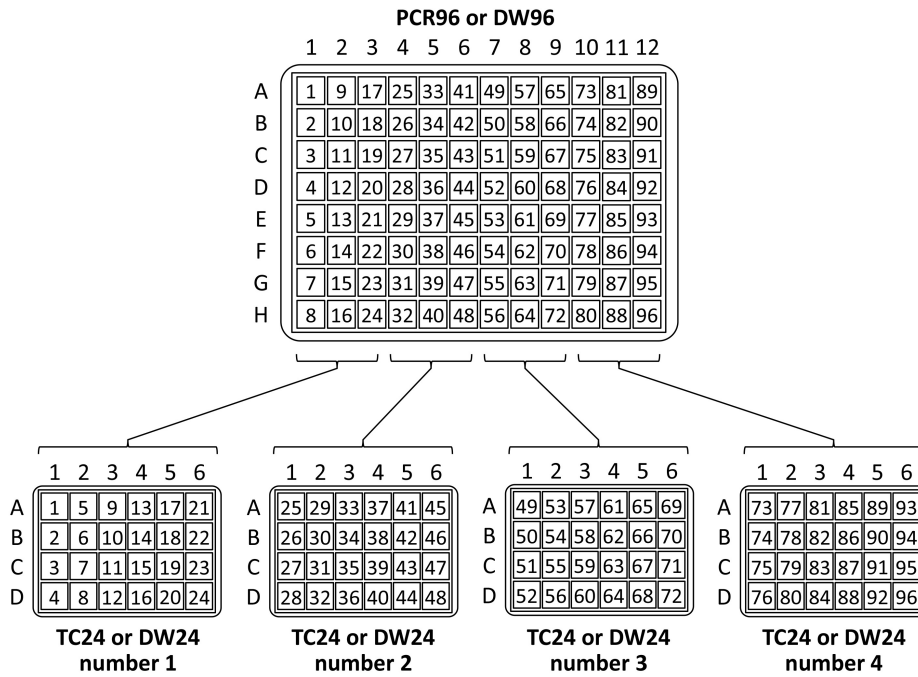 PCR96 or DW96
1 2 3 4 5 6 7 8 9 10 11 12
A 1 9 17 25 33 41 49 57 65 73 81 89
B 2 10 18 26 34 42 50 58 66 74 82 90
C 3 11 19 27 35 43 51 59 67 75 83 91
D 4 12 20 28 36 44 52 60 68 76 84 92
E 5 13 21 29 37 45 53 61 69 77 85 93
F 6 14 22 30 38 46 54 62 70 78 86 94
G 7 15 23 31 39 47 55 63 71 79 87 95
H 8 16 24 32 40 48 56 64 72 80 88 96
1 2 3 4 5 6
A 1 5 9 13 17 21
B 2 6 10 14 18 22
C 3 7 11 15 19 23
D 4 8 12 16 20 24
TC24 or DW24
number 1
1 2 3 4 5 6
A 25 29 33 37 41 45
B 26 30 34 38 42 46
C 27 31 35 39 43 47
D 28 32 36 40 44 48
TC24 or DW24
number 2
1 2 3 4 5 6
A 49 53 57 61 65 69
B 50 54 58 62 66 70
C 51 55 59 63 67 71
D 52 56 60 64 68 72
TC24 or DW24
number 3
1 2 3 4 5 6
A 73 77 81 85 89 93
B 74 78 82 86 90 94
C 75 79 83 87 91 95
D 76 80 84 88 92 96
TC24 or DW24
number 4